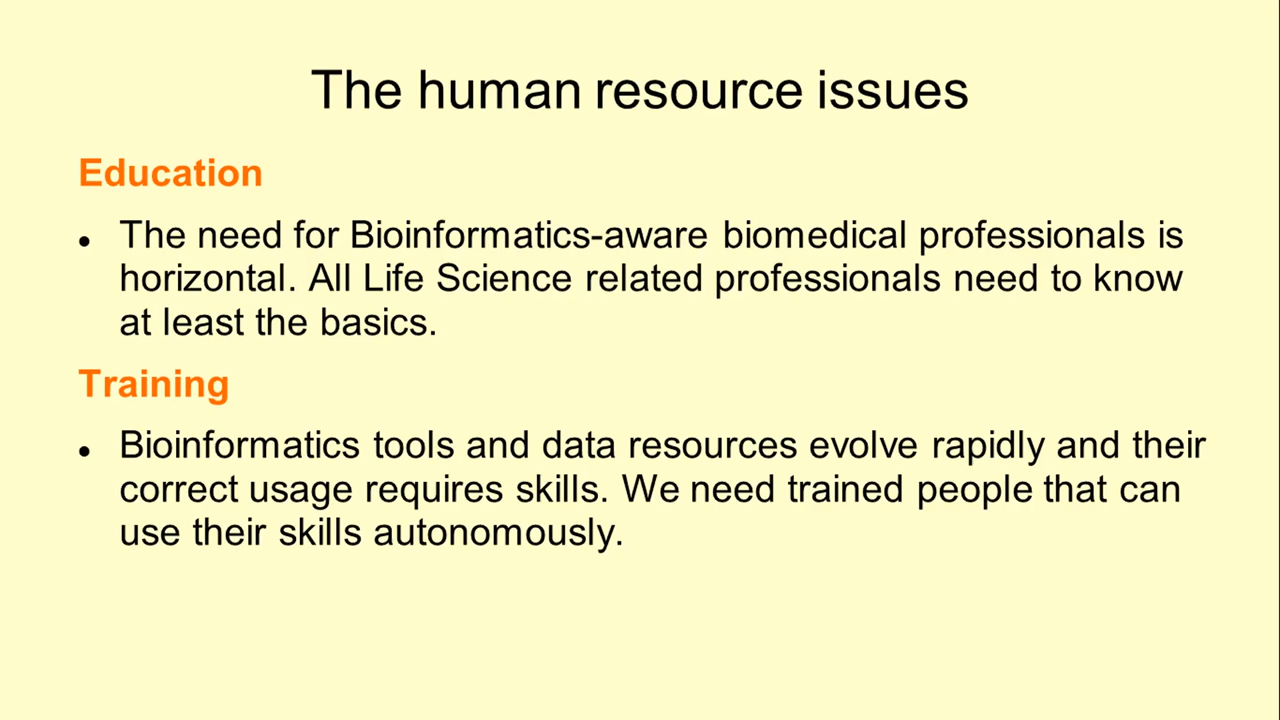 The human resource issues
Education
● The need for Bioinformatics-aware biomedical professionals is
horizontal. All Life Science related professionals need to know
at least the basics.
Training
● Bioinformatics tools and data resources evolve rapidly and their
correct usage requires skills. We need trained people that can
use their skills autonomously.